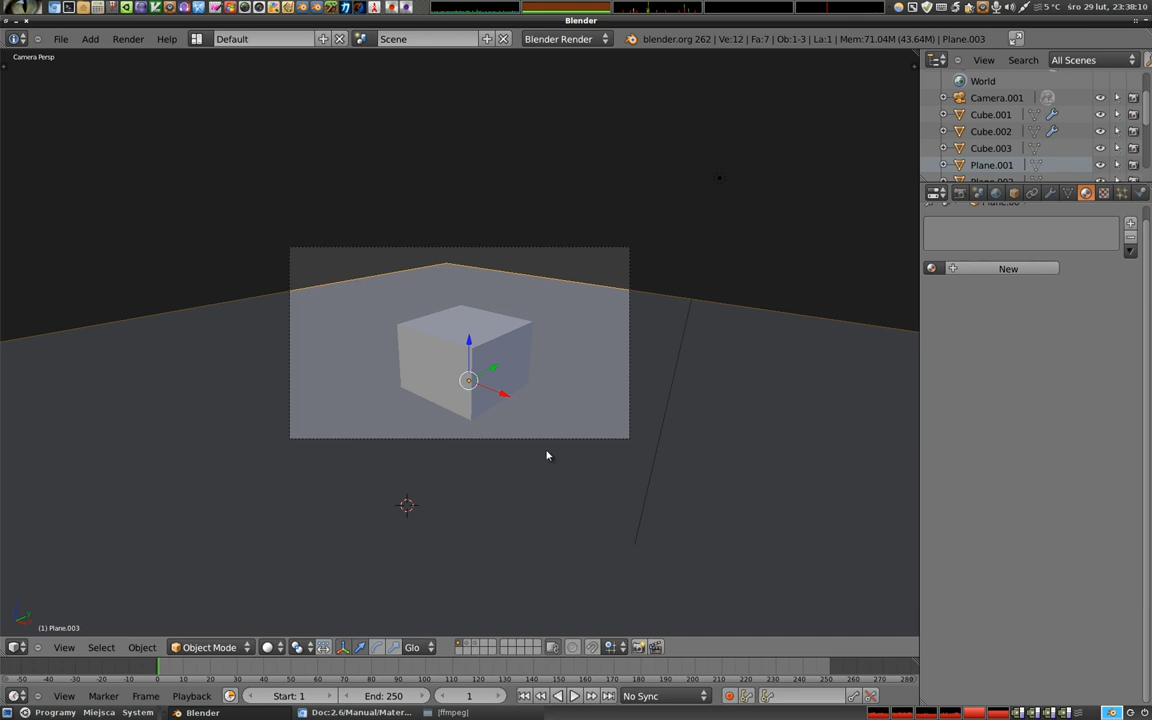 5 °C śro 29 lut, 23:38:10
Blender
File Add Render Help Default Scene Blender Render blender.org 262 | Ve:12 | Fa:7 | Ob:1-3 | La:1 | Mem:71.04M (43.64M) | Plane.003
Camera Persp
View Search All Scenes
World
Camera.001
Cube.001
Cube.002
Cube.003
Plane.001
New
(1) Plane.003
View Select Object Object Mode Glo
-50 -40 -30 -20 -10 0 10 20 30 40 50 60 70 80 90 100 110 120 130 140 150 160 170 180 190 200 210 220 230 240 250 260 270 280
View Marker Frame Playback Start: 1 End: 250 1 No Sync
Programy Miejsca System Blender Doc:2.6/Manual/Mater... [ffmpeg]